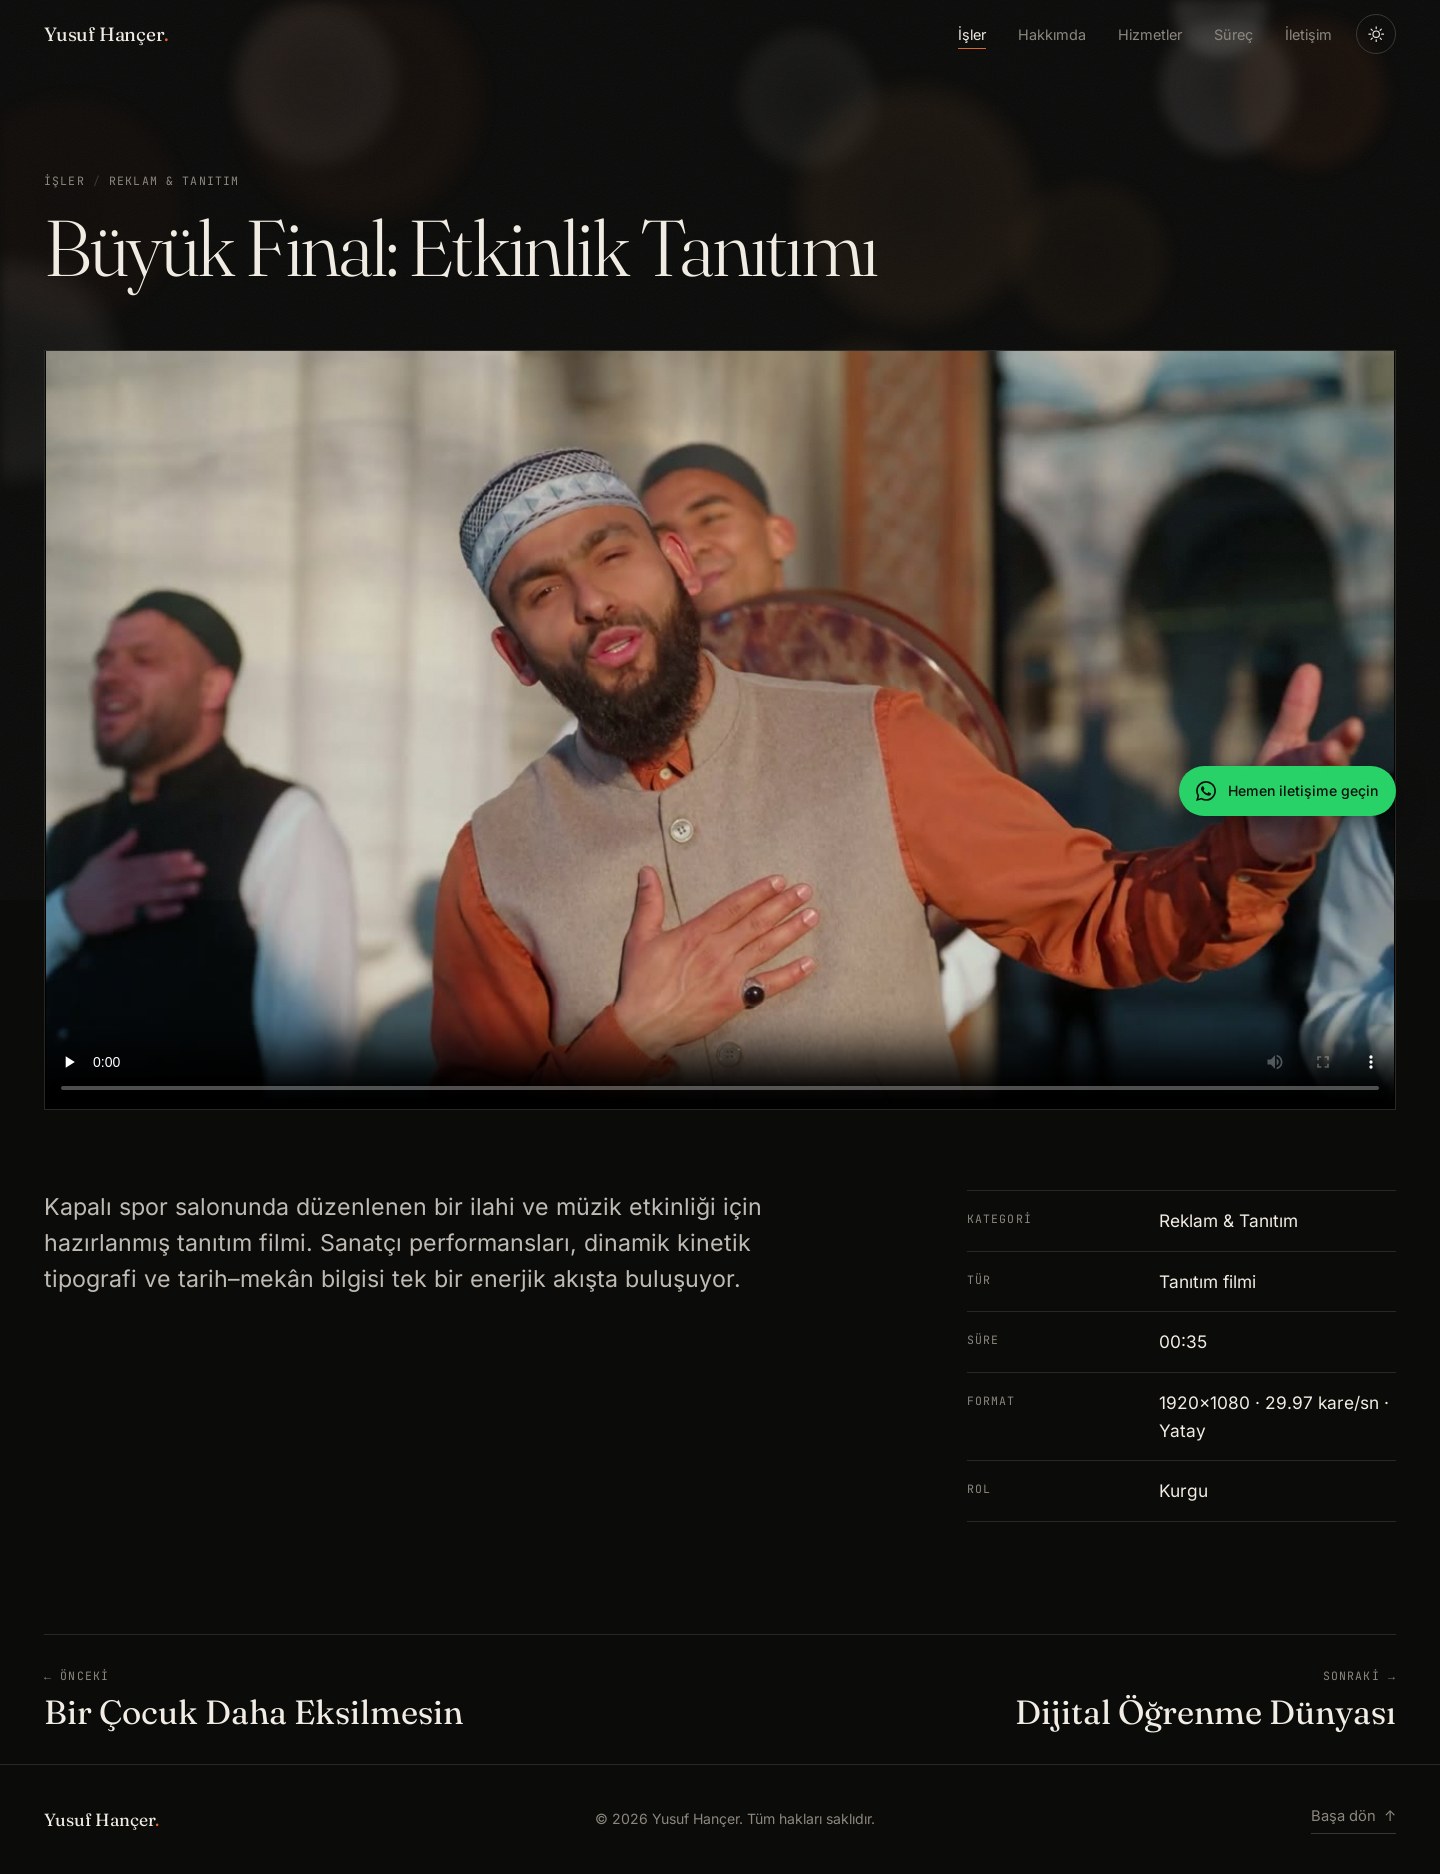 Yusuf Hançer.
İşler
Hakkımda
Hizmetler
Süreç
İletişim
İŞLER / REKLAM & TANITIM
Büyük Final: Etkinlik Tanıtımı
Hemen iletişime geçin
0:00
Kapalı spor salonunda düzenlenen bir ilahi ve müzik etkinliği için
hazırlanmış tanıtım filmi. Sanatçı performansları, dinamik kinetik
tipografi ve tarih–mekân bilgisi tek bir enerjik akışta buluşuyor.
KATEGORİ
Reklam & Tanıtım
TÜR
Tanıtım filmi
SÜRE
00:35
FORMAT
1920×1080 · 29.97 kare/sn ·
Yatay
ROL
Kurgu
← ÖNCEKİ
Bir Çocuk Daha Eksilmesin
SONRAKİ →
Dijital Öğrenme Dünyası
Yusuf Hançer.
© 2026 Yusuf Hançer. Tüm hakları saklıdır.
Başa dön ↑